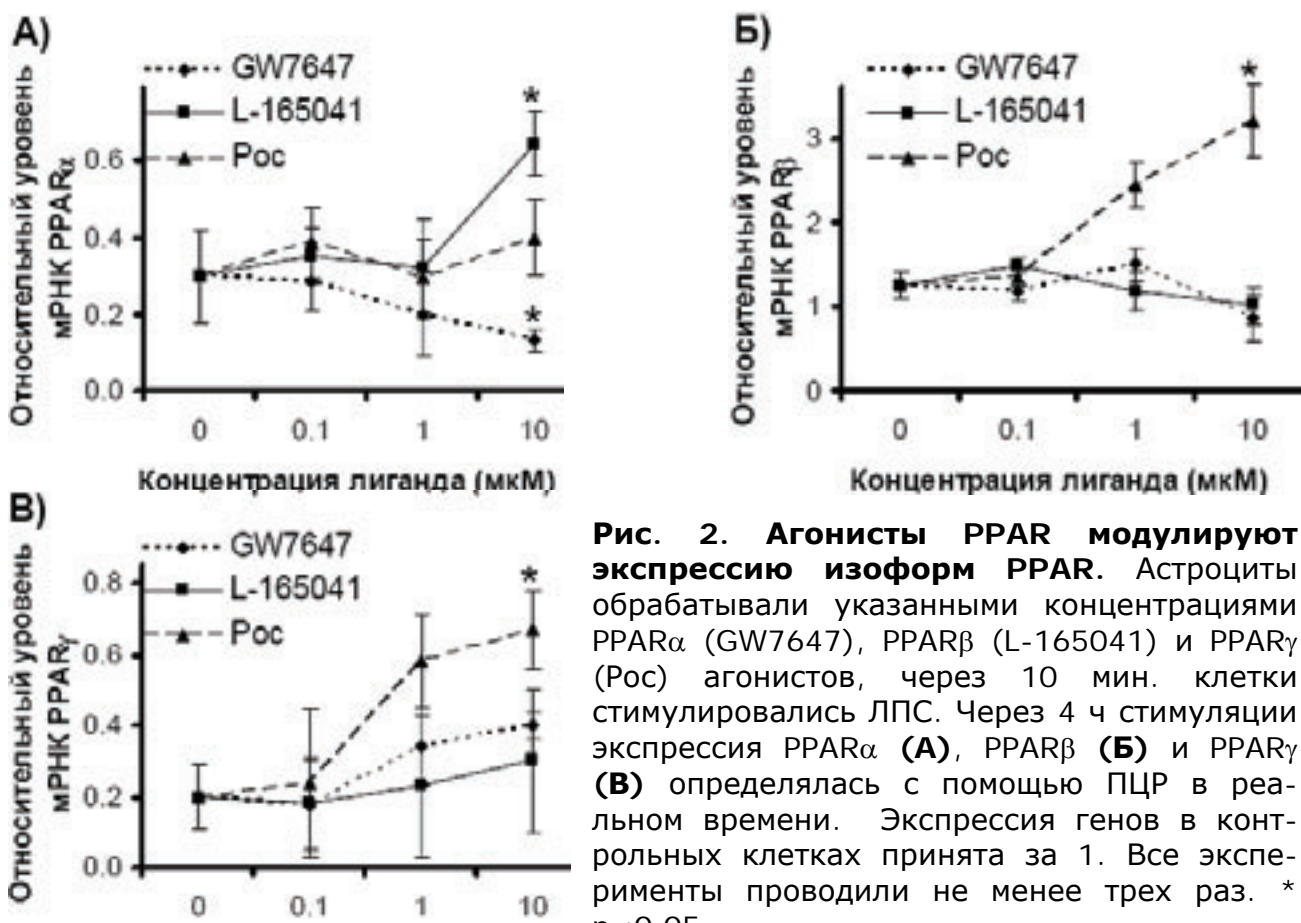 А)
GW7647
L-165041
Рос
Относительный уровень
мРНК PPARα
0.6
0.4
0.2
0.0
*
*
0 0.1 1 10
Концентрация лиганда (мкМ)
Б)
GW7647
L-165041
Рос
Относительный уровень
мРНК PPARβ
3
2
1
0
*
0 0.1 1 10
Концентрация лиганда (мкМ)
В)
GW7647
L-165041
Рос
Относительный уровень
мРНК PPARγ
0.8
0.6
0.4
0.2
0.0
*
0 0.1 1 10
Рис. 2. Агонисты PPAR модулируют
экспрессию изоформ PPAR. Астроциты
обрабатывали указанными концентрациями
PPARα (GW7647), PPARβ (L-165041) и PPARγ
(Рос) агонистов, через 10 мин. клетки
стимулировались ЛПС. Через 4 ч стимуляции
экспрессия PPARα (А), PPARβ (Б) и PPARγ
(В) определялась с помощью ПЦР в реа-
льном времени. Экспрессия генов в конт-
рольных клетках принята за 1. Все экспе-
рименты проводили не менее трех раз. *